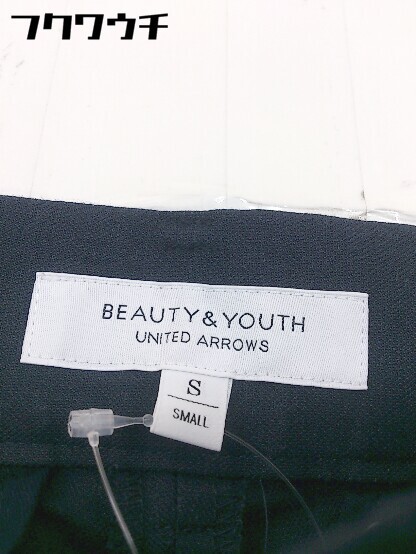 フクワウチ
BEAUTY&YOUTH
UNITED ARROWS
S
SMALL